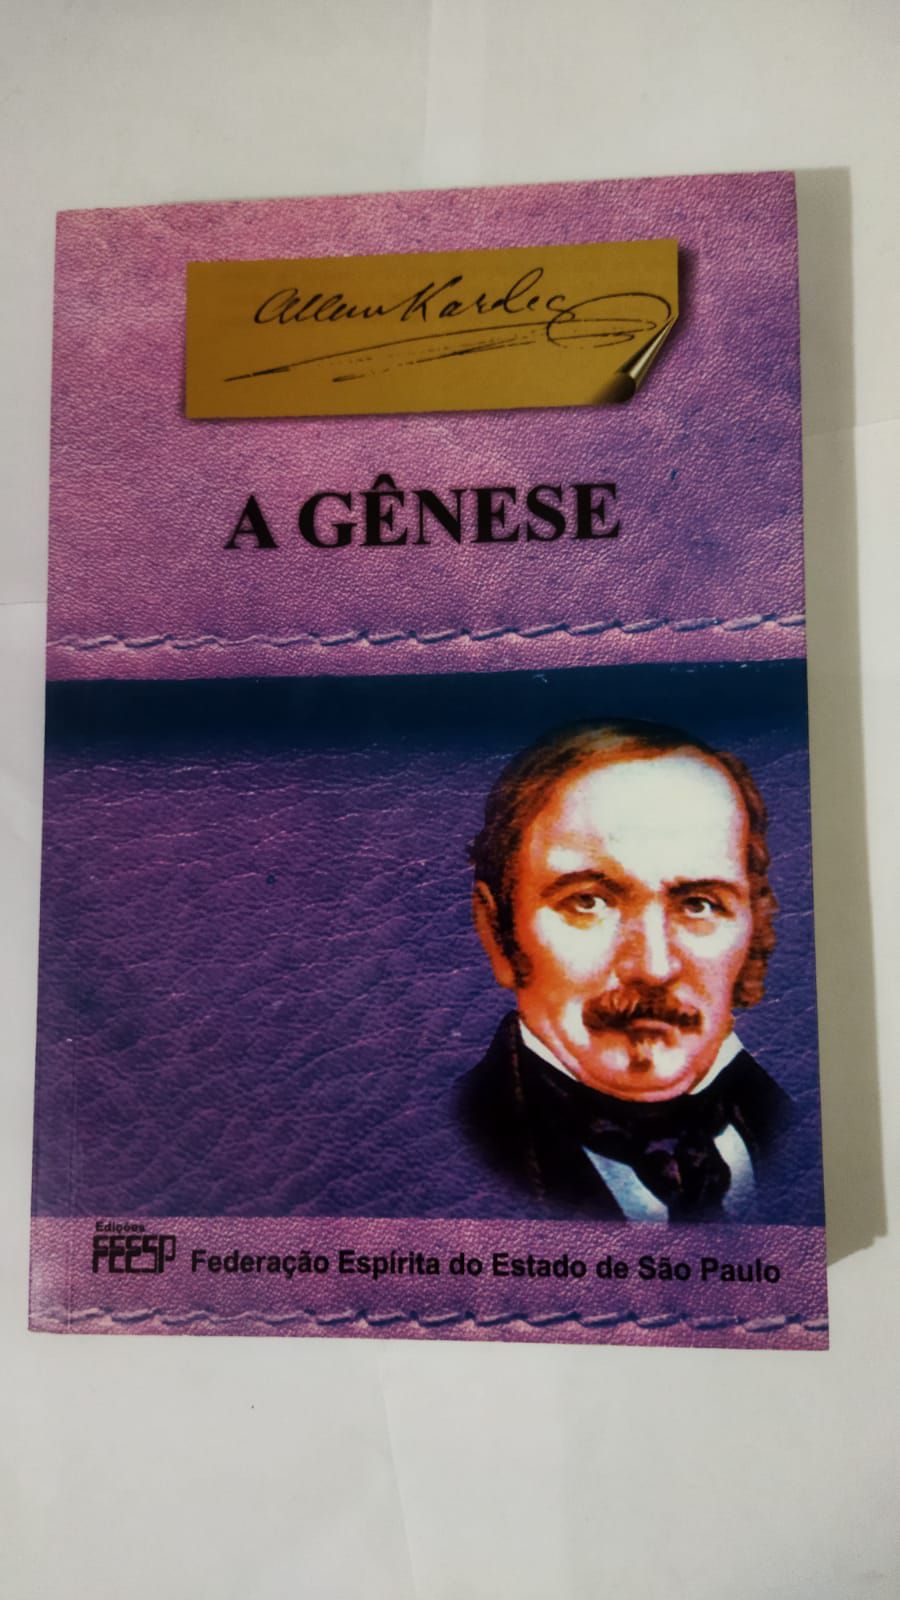 Allan Kardec
A GÊNESE
Edições
FEESP Federação Espírita do Estado de São Paulo